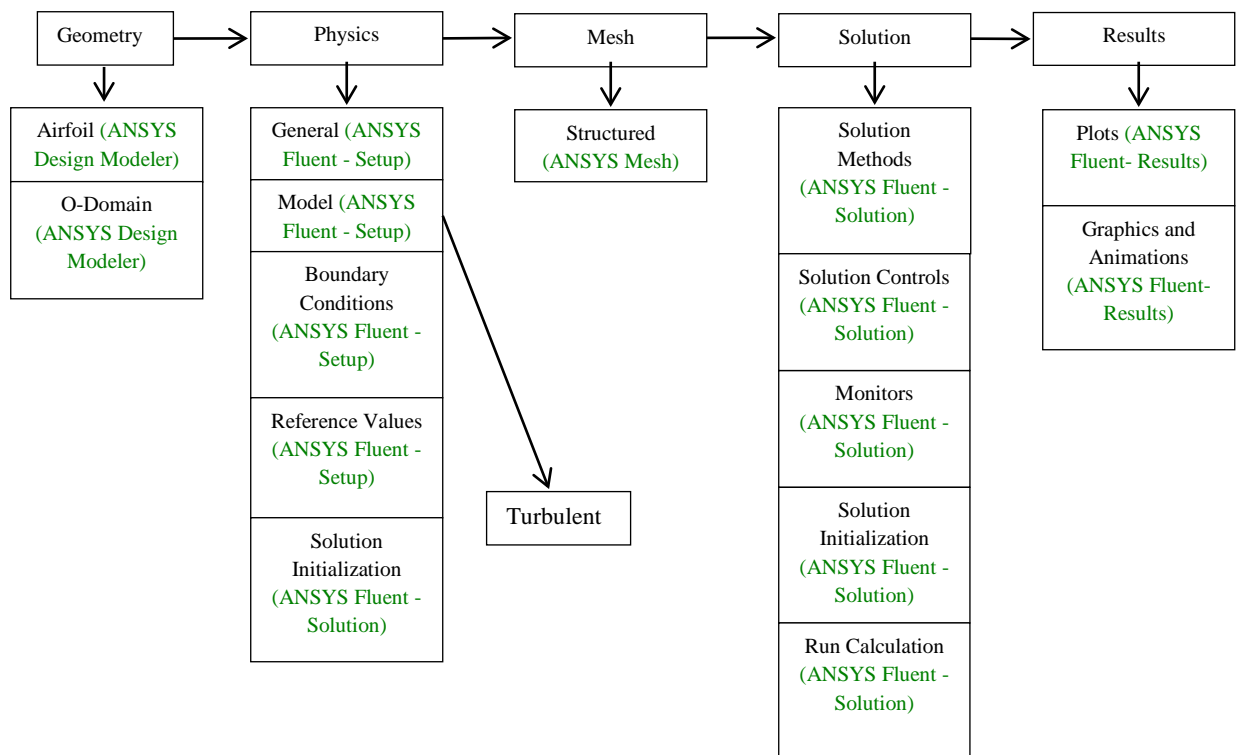 Geometry
Physics
Mesh
Solution
Results
Airfoil (ANSYS
Design Modeler)
O-Domain
(ANSYS Design
Modeler)
General (ANSYS
Fluent - Setup)
Model (ANSYS
Fluent - Setup)
Boundary
Conditions
(ANSYS Fluent -
Setup)
Reference Values
(ANSYS Fluent -
Setup)
Solution
Initialization
(ANSYS Fluent -
Solution)
Turbulent
Structured
(ANSYS Mesh)
Solution
Methods
(ANSYS Fluent -
Solution)
Solution Controls
(ANSYS Fluent -
Solution)
Monitors
(ANSYS Fluent -
Solution)
Solution
Initialization
(ANSYS Fluent -
Solution)
Run Calculation
(ANSYS Fluent -
Solution)
Plots (ANSYS
Fluent- Results)
Graphics and
Animations
(ANSYS Fluent-
Results)